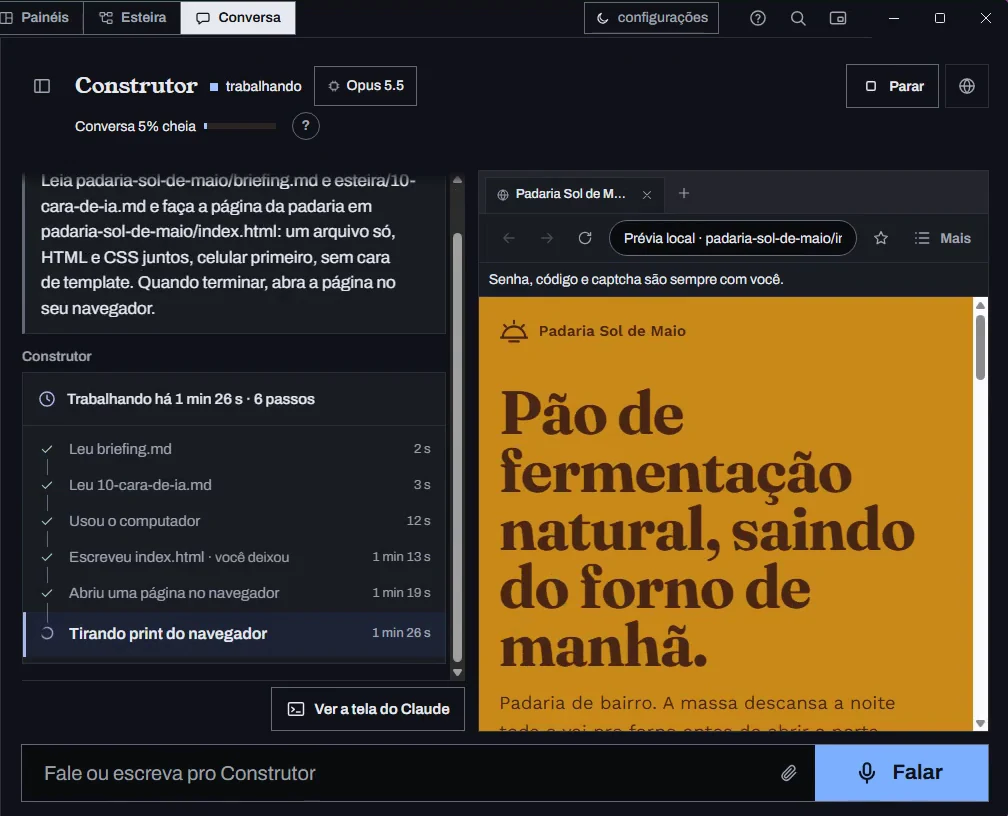 Painéis
Esteira
Conversa
configurações
Construtor
trabalhando
Opus 5.5
Parar
Conversa 5% cheia
?
Leia padaria-sol-de-maio/briefing.md e esteira/10-
cara-de-ia.md e faça a página da padaria em
padaria-sol-de-maio/index.html: um arquivo só,
HTML e CSS juntos, celular primeiro, sem cara
de template. Quando terminar, abra a página no
seu navegador.
Construtor
Trabalhando há 1 min 26 s · 6 passos
Leu briefing.md 2 s
Leu 10-cara-de-ia.md 3 s
Usou o computador 12 s
Escreveu index.html · você deixou 1 min 13 s
Abriu uma página no navegador 1 min 19 s
Tirando print do navegador 1 min 26 s
Ver a tela do Claude
Padaria Sol de M...
Prévia local · padaria-sol-de-maio/ir
Mais
Senha, código e captcha são sempre com você.
Padaria Sol de Maio
Pão de
fermentação
natural, saindo
do forno de
manhã.
Padaria de bairro. A massa descansa a noite
Fale ou escreva pro Construtor
Falar